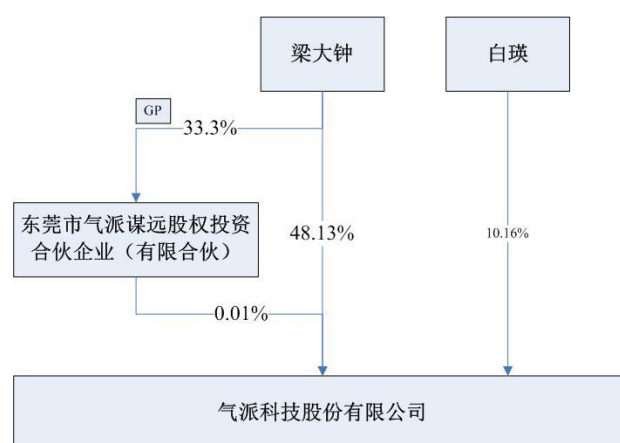 梁大钟
白瑛
GP
33.3%
东莞市气派谋远股权投资
合伙企业（有限合伙）
48.13%
10.16%
0.01%
气派科技股份有限公司